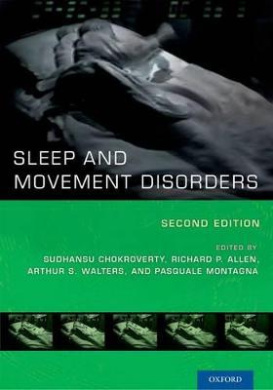 SLEEP AND
MOVEMENT DISORDERS
SECOND EDITION
EDITED BY
SUDHANSU CHOKROVERTY, RICHARD P. ALLEN,
ARTHUR S. WALTERS, AND PASQUALE MONTAGNA
OXFORD